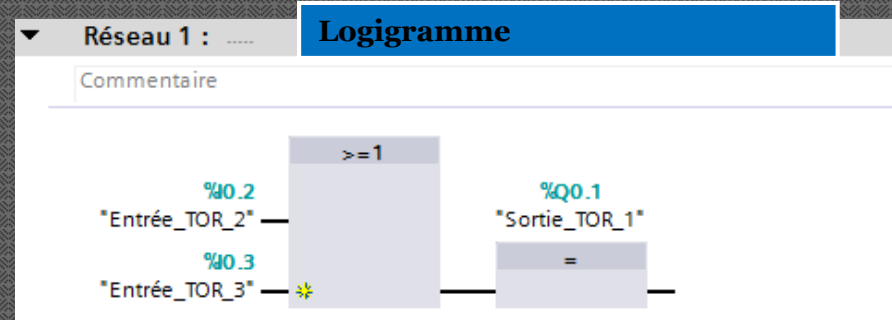 Réseau 1 : .....
Logigramme
Commentaire
>=1
%I0.2
"Entrée_TOR_2"
%I0.3
"Entrée_TOR_3"
%Q0.1
"Sortie_TOR_1"
=